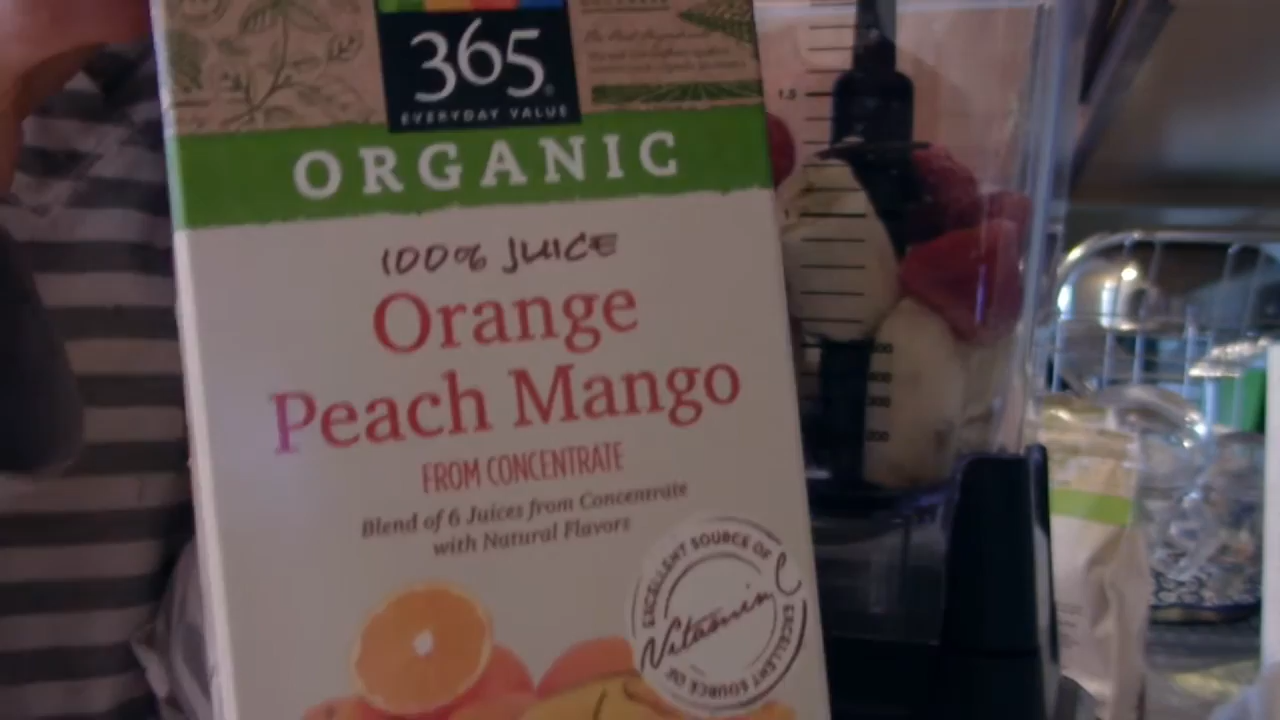 365
EVERYDAY VALUE
ORGANIC
100% JUICE
Orange
Peach Mango
FROM CONCENTRATE
Blend of 6 Juices from Concentrate
with Natural Flavors
EXCELLENT SOURCE OF
Vitamin C
EXCELLENT SOURCE OF
1.5
1